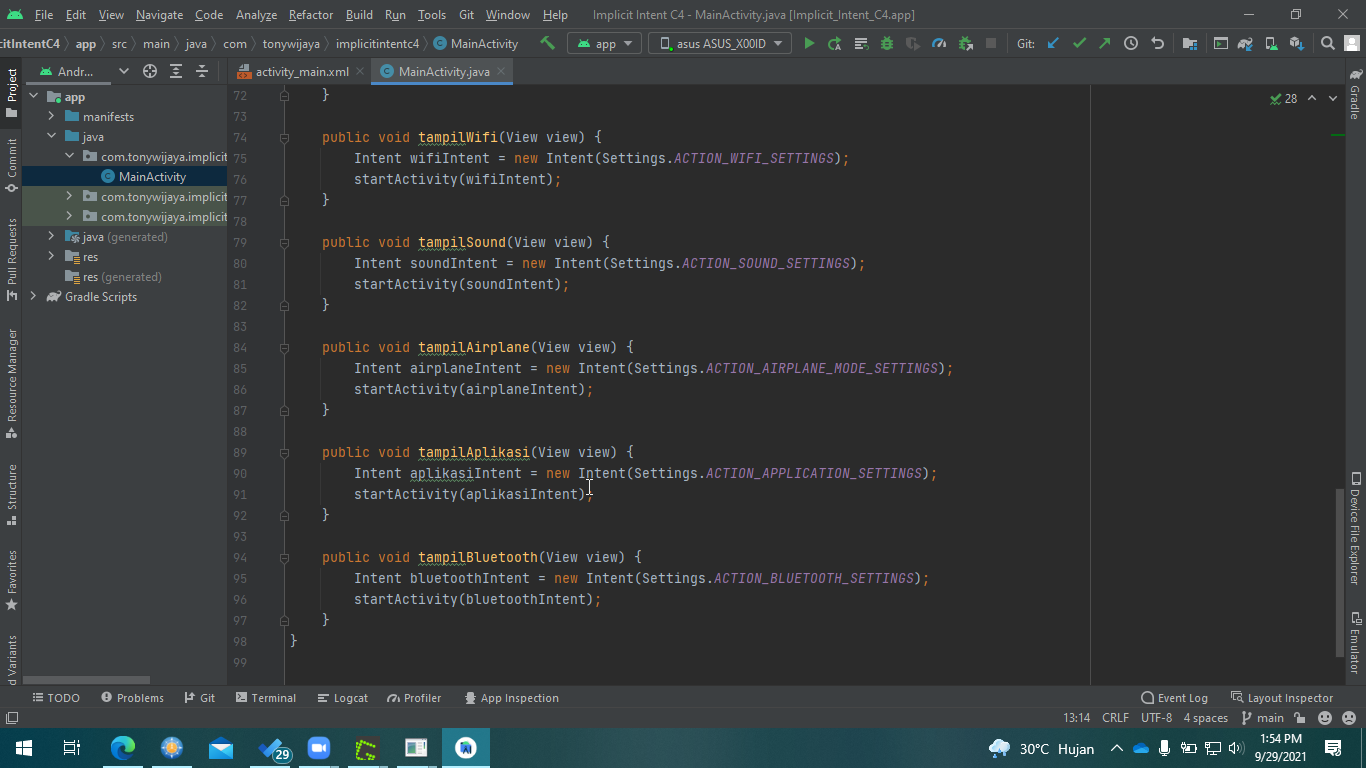 File Edit View Navigate Code Analyze Refactor Build Run Tools Git Window Help Implicit Intent C4 - MainActivity.java [Implicit_Intent_C4.app]
citIntentC4 app src main java com tonywijaya implicitintentc4 MainActivity app asus ASUS_X00ID Git:
Andr... activity_main.xml MainActivity.java
Project
Commit
Pull Requests
Resource Manager
Structure
Favorites
d Variants
app
manifests
java
com.tonywijaya.implicit
MainActivity
com.tonywijaya.implicit
com.tonywijaya.implicit
java (generated)
res
res (generated)
Gradle Scripts
28
72 }
73
74 public void tampilWifi(View view) {
75 Intent wifiIntent = new Intent(Settings.ACTION_WIFI_SETTINGS);
76 startActivity(wifiIntent);
77 }
78
79 public void tampilSound(View view) {
80 Intent soundIntent = new Intent(Settings.ACTION_SOUND_SETTINGS);
81 startActivity(soundIntent);
82 }
83
84 public void tampilAirplane(View view) {
85 Intent airplaneIntent = new Intent(Settings.ACTION_AIRPLANE_MODE_SETTINGS);
86 startActivity(airplaneIntent);
87 }
88
89 public void tampilAplikasi(View view) {
90 Intent aplikasiIntent = new Intent(Settings.ACTION_APPLICATION_SETTINGS);
91 startActivity(aplikasiIntent);
92 }
93
94 public void tampilBluetooth(View view) {
95 Intent bluetoothIntent = new Intent(Settings.ACTION_BLUETOOTH_SETTINGS);
96 startActivity(bluetoothIntent);
97 }
98 }
99
Gradle
Device File Explorer
Emulator
TODO Problems Git Terminal Logcat Profiler App Inspection Event Log Layout Inspector
13:14 CRLF UTF-8 4 spaces main
29
30°C Hujan
1:54 PM
9/29/2021